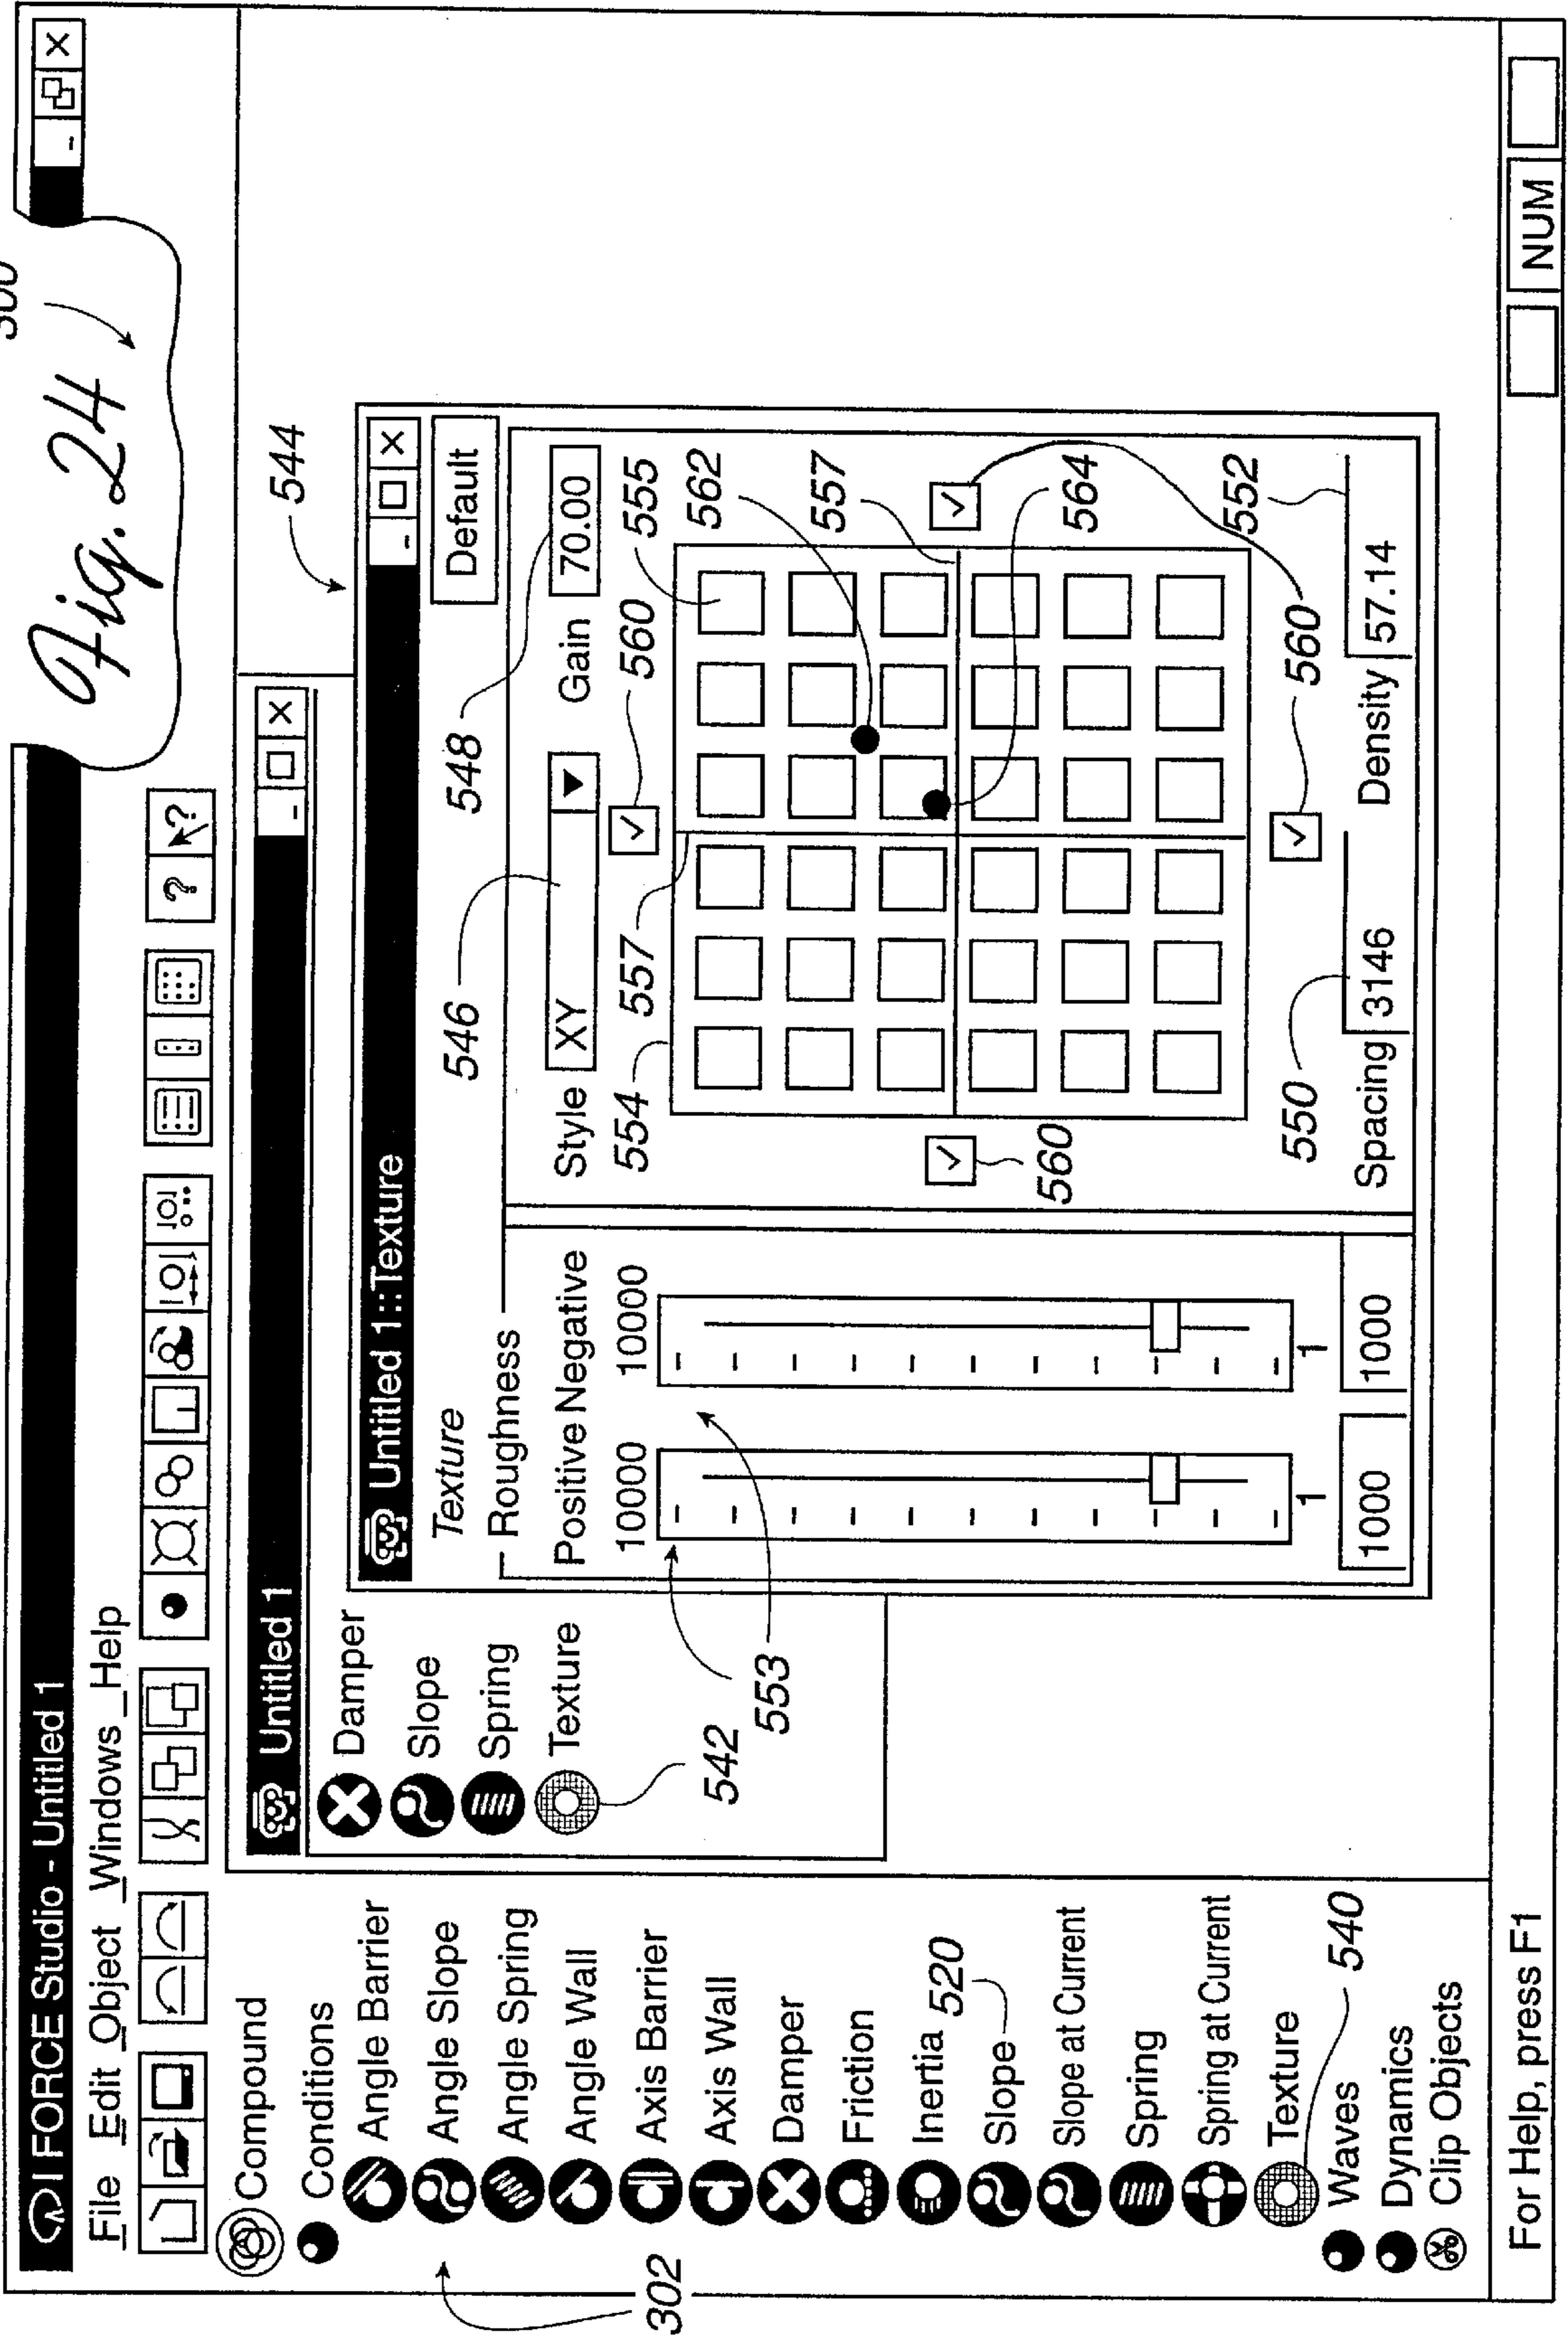 Fig. 24
I FORCE Studio - Untitled 1
File Edit Object Windows Help
? ?
Compound
Conditions
Angle Barrier
Angle Slope
Angle Spring
Angle Wall
Axis Barrier
Axis Wall
Damper
Friction
Inertia
520
Slope
Slope at Current
Spring
Spring at Current
Texture
540
Waves
Dynamics
Clip Objects
302
Untitled 1
Damper
Slope
Spring
Texture
542
544
Untitled 1::Texture
Texture
Default
546
548
Roughness
Positive Negative
10000 10000
553
1 1
1000 1000
Style XY
Gain 70.00
554
557
560
555
562
557
560
564
560
550
552
Spacing 3146
Density 57.14
For Help, press F1
NUM